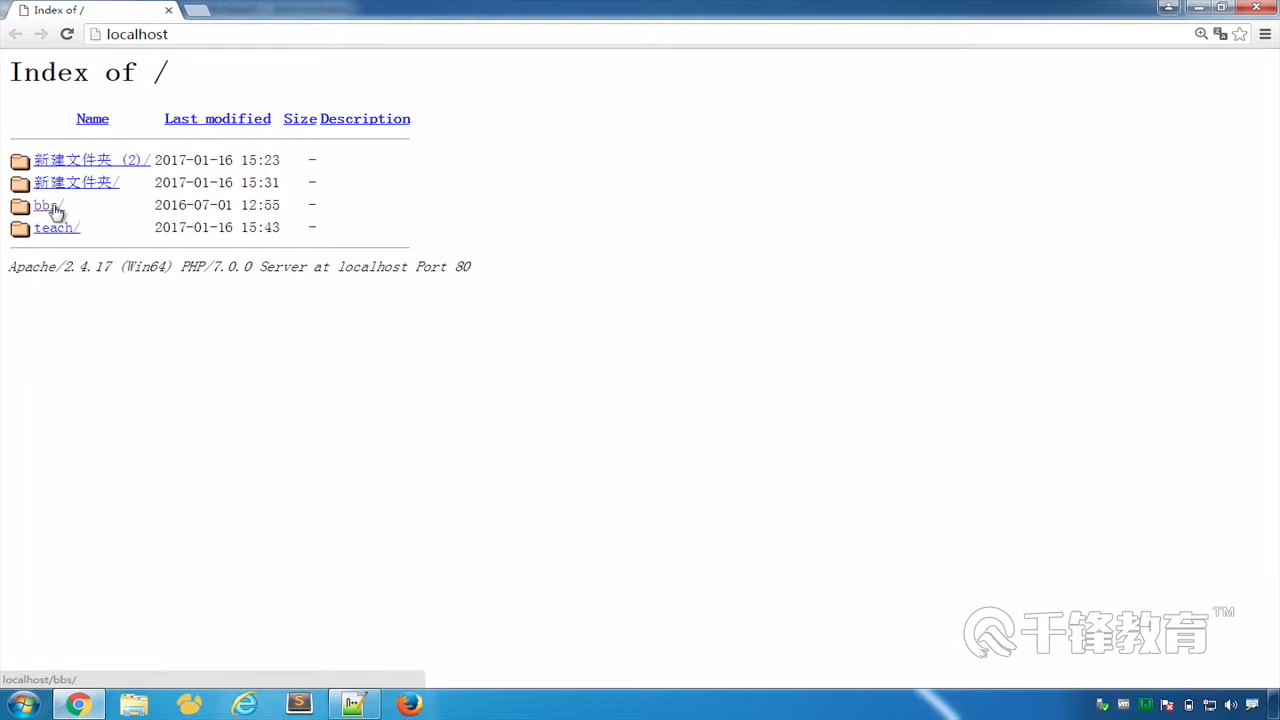 Index of /
localhost
Index of /
Name Last modified Size Description
新建文件夹 (2)/ 2017-01-16 15:23 -
新建文件夹/ 2017-01-16 15:31 -
bbs/ 2016-07-01 12:55 -
teach/ 2017-01-16 15:43 -
Apache/2.4.17 (Win64) PHP/7.0.0 Server at localhost Port 80
千锋教育™
localhost/bbs/